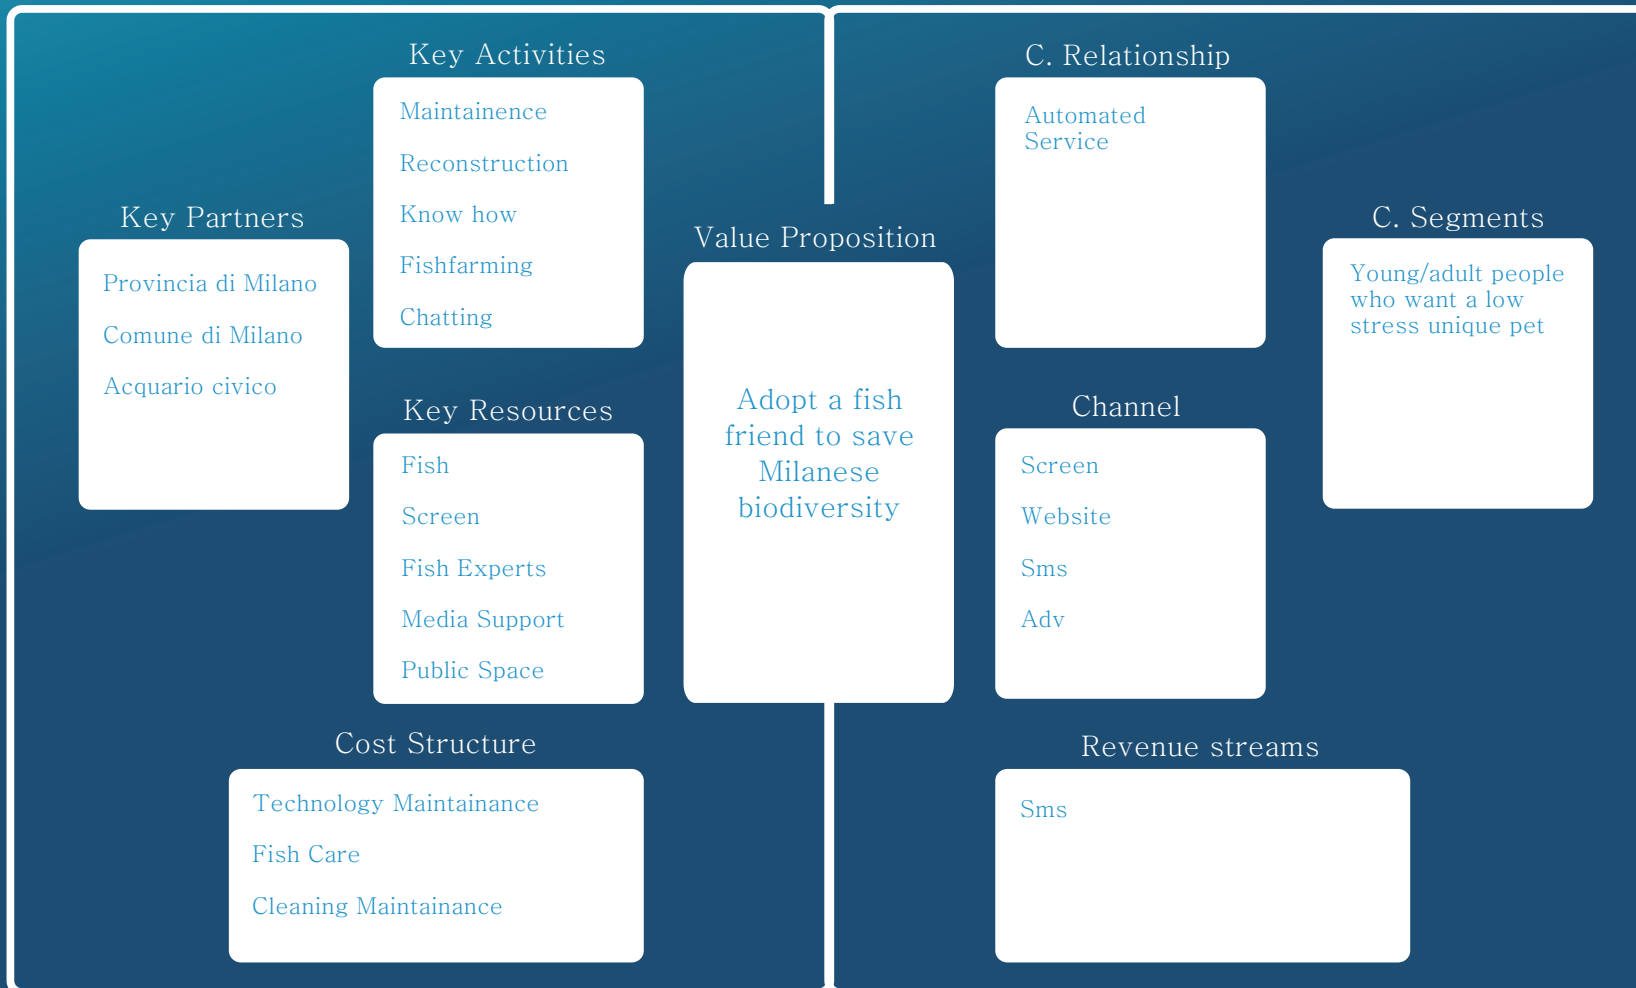 Key Partners
Provincia di Milano
Comune di Milano
Acquario civico
Key Activities
Maintainence
Reconstruction
Know how
Fishfarming
Chatting
Key Resources
Fish
Screen
Fish Experts
Media Support
Public Space
Value Proposition
Adopt a fish
friend to save
Milanese
biodiversity
C. Relationship
Automated
Service
Channel
Screen
Website
Sms
Adv
C. Segments
Young/adult people
who want a low
stress unique pet
Cost Structure
Technology Maintainance
Fish Care
Cleaning Maintainance
Revenue streams
Sms